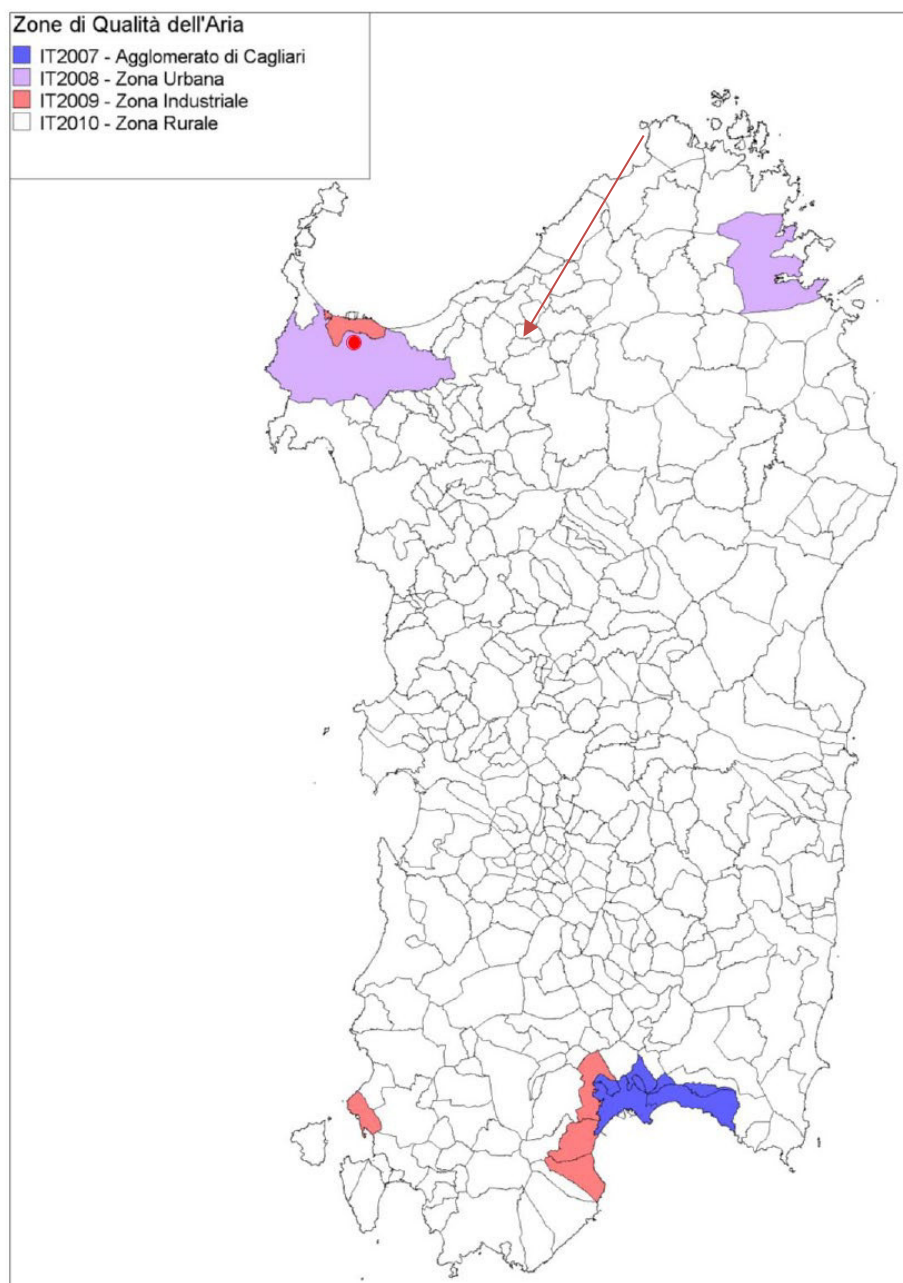 Zone di Qualità dell'Aria
IT2007 - Agglomerato di Cagliari
IT2008 - Zona Urbana
IT2009 - Zona Industriale
IT2010 - Zona Rurale